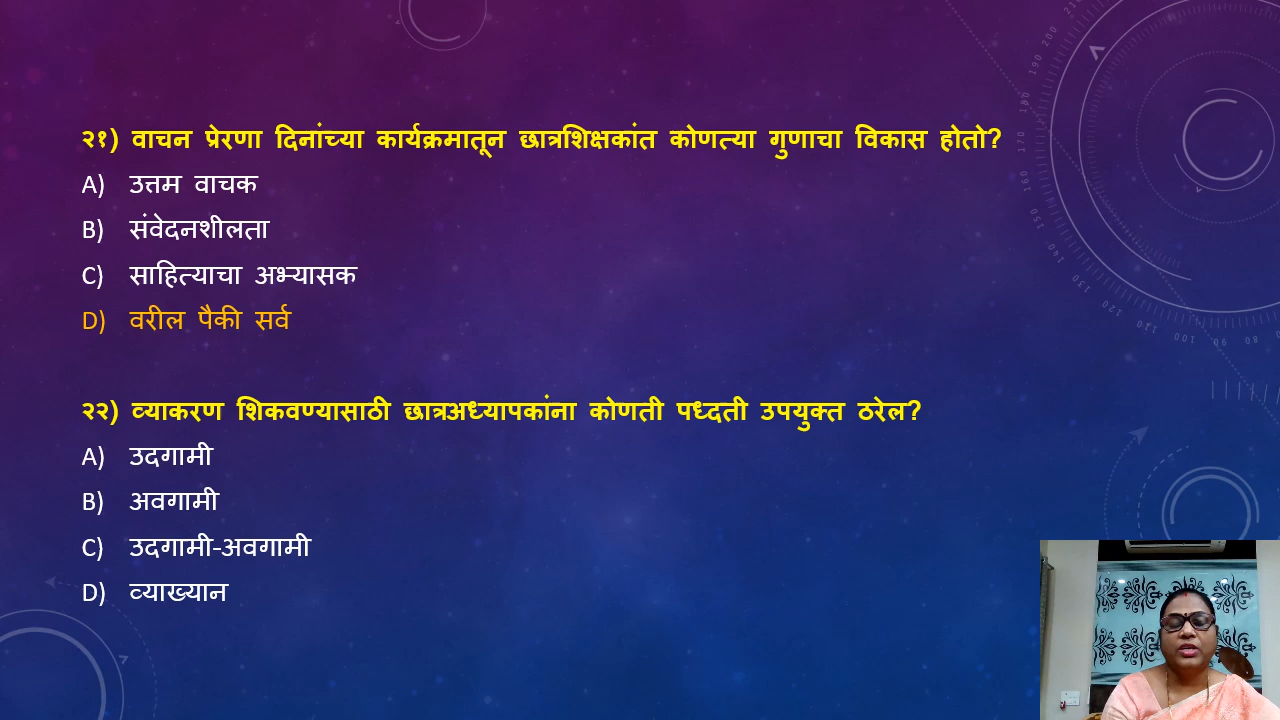 २१) वाचन प्रेरणा दिनांच्या कार्यक्रमातून छात्रशिक्षकांत कोणत्या गुणाचा विकास होतो?
A) उत्तम वाचक
B) संवेदनशीलता
C) साहित्याचा अभ्यासक
D) वरील पैकी सर्व
२२) व्याकरण शिकवण्यासाठी छात्रअध्यापकांना कोणती पध्दती उपयुक्त ठरेल?
A) उदगामी
B) अवगामी
C) उदगामी-अवगामी
D) व्याख्यान